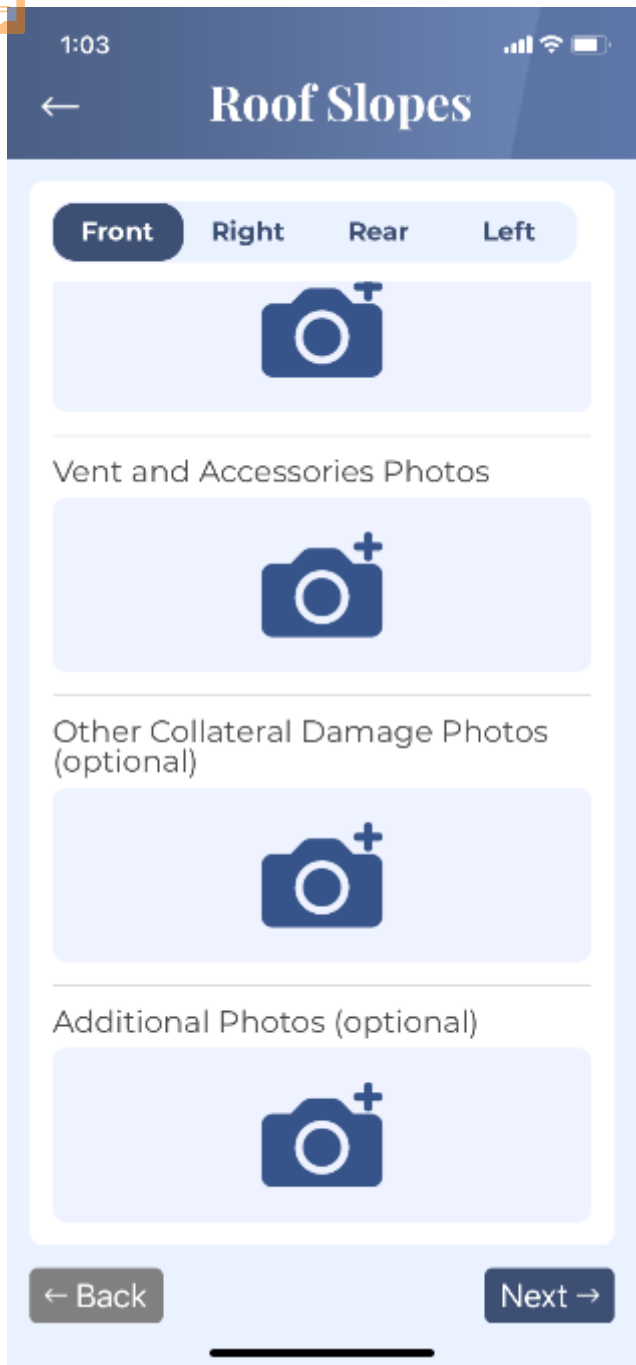 1:03
← Roof Slopes
Front Right Rear Left
Vent and Accessories Photos
Other Collateral Damage Photos
(optional)
Additional Photos (optional)
← Back Next →